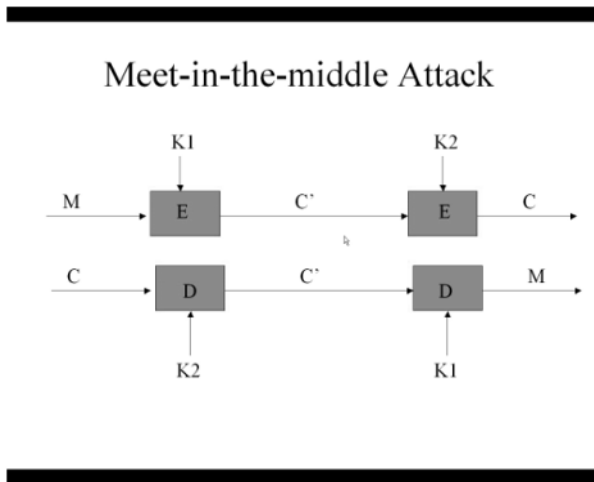 Meet-in-the-middle Attack
K1 K2
M E C' E C
C D C' D M
K2 K1